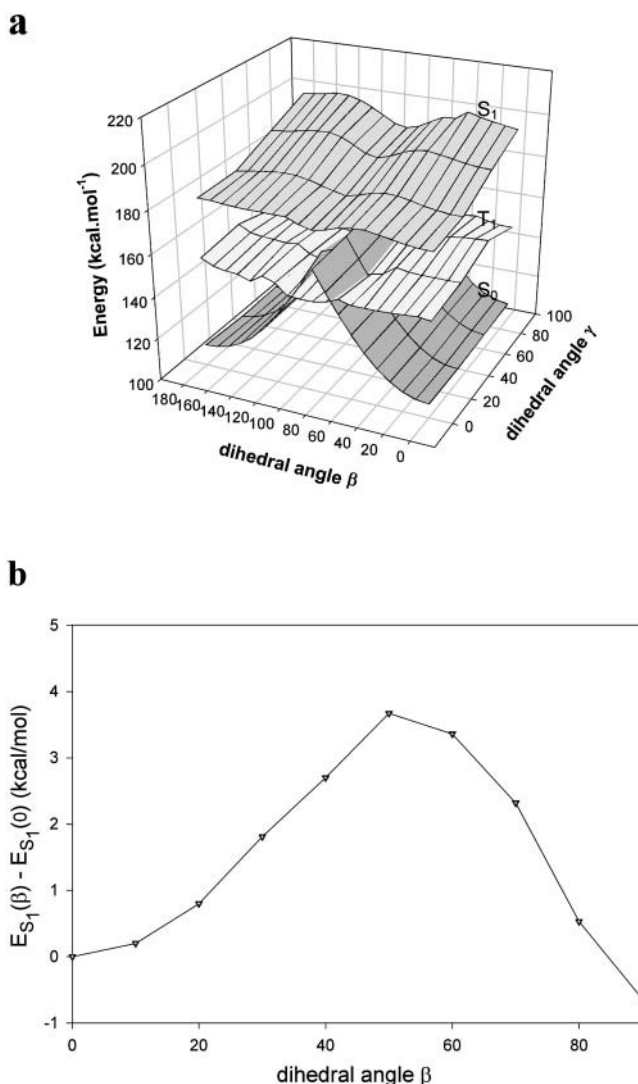 a
220
200
180
160
140
120
100
Energy (kcal.mol⁻¹)
S₁
T₁
S₀
180 160 140 120 100 80 60 40 20 0
dihedral angle β
0
20
40
60
80
100
dihedral angle γ
b
5
4
3
2
1
0
-1
E_S₁(β) - E_S₁(0) (kcal/mol)
0 20 40 60 80
dihedral angle β